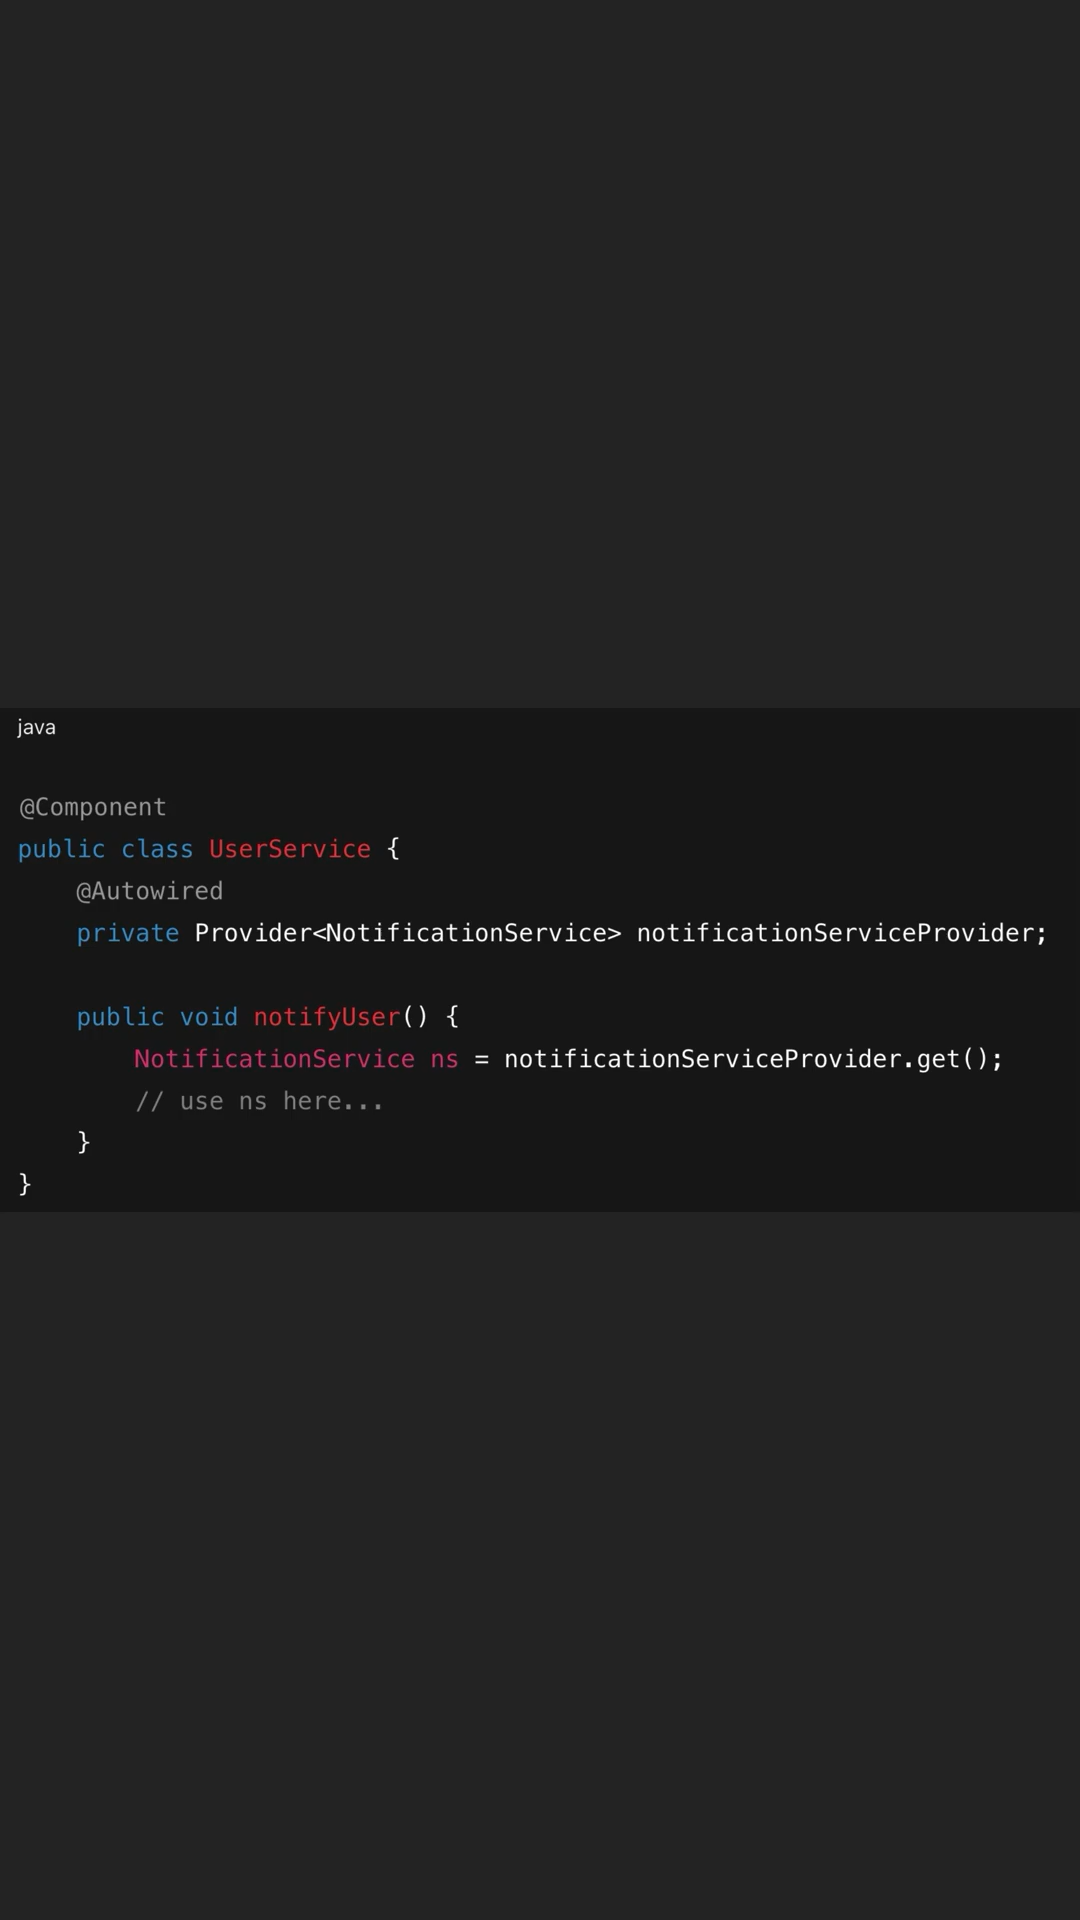 java
@Component
public class UserService {
    @Autowired
    private Provider<NotificationService> notificationServiceProvider;
    public void notifyUser() {
        NotificationService ns = notificationServiceProvider.get();
        // use ns here...
    }
}